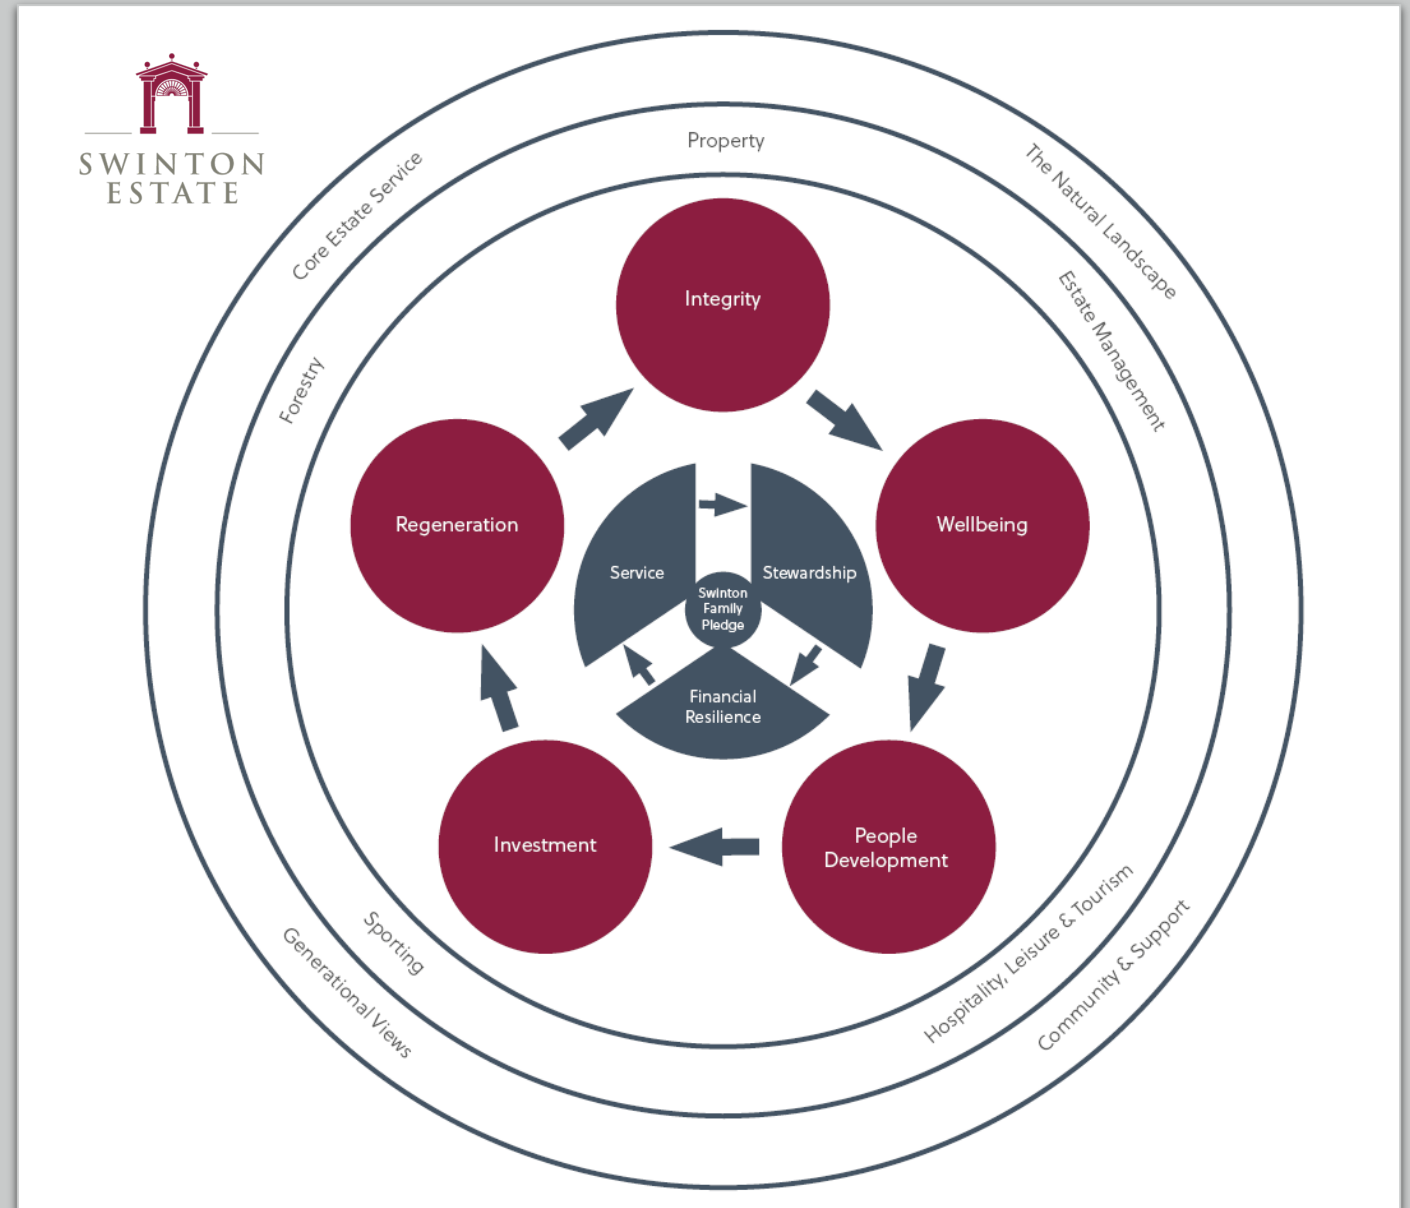 SWINTON
ESTATE
Core Estate Service
The Natural Landscape
Property
Estate Management
Forestry
Integrity
Regeneration
Wellbeing
Service
Stewardship
Swinton
Family
Pledge
Financial
Resilience
Investment
People
Development
Sporting
Hospitality, Leisure & Tourism
Generational Views
Community & Support